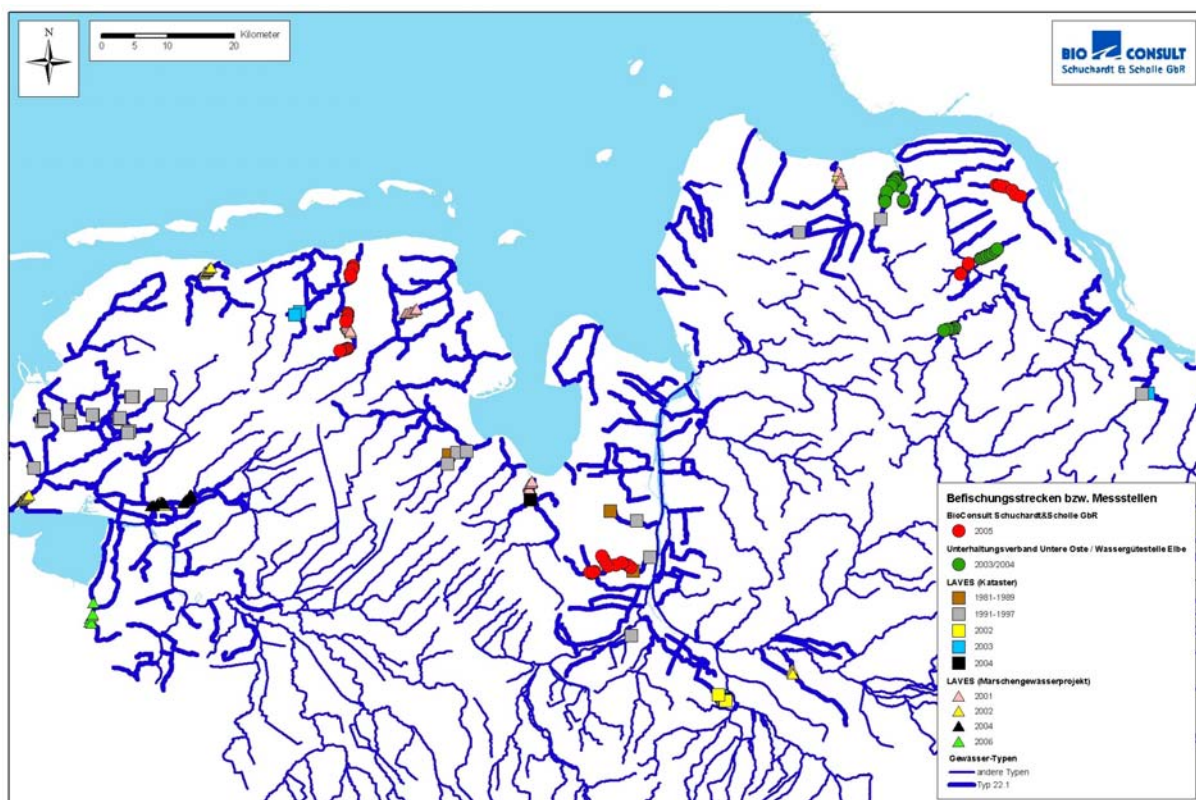 N
Kilometer
0 5 10 20
BIO CONSULT
Schuchardt & Scholle GbR
Befischungsstrecken bzw. Messstellen
BioConsult Schuchardt&Scholle GbR
2005
Unterhaltungsverband Untere Oste / Wassergütestelle Elbe
2003/2004
LAVES (Kataster)
1981-1989
1991-1997
2002
2003
2004
LAVES (Marschengewässerprojekt)
2001
2002
2004
2006
Gewässer-Typen
andere Typen
Typ 22.1